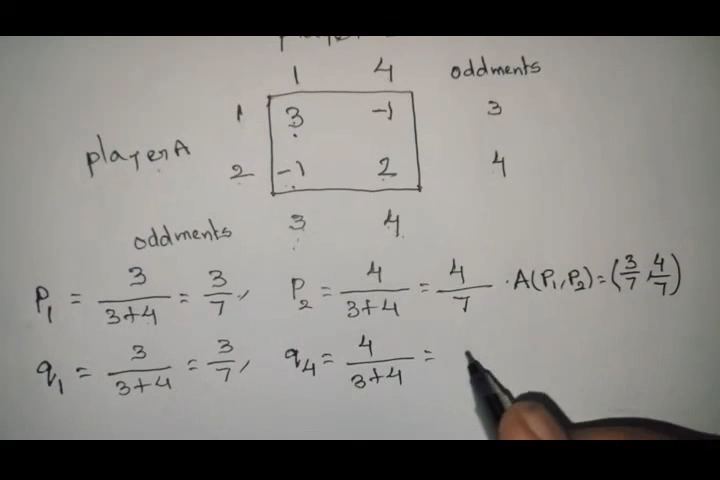 1 4 oddments
1 3 -1 3
player A 2 -1 2 4
oddments 3 4
P₁ = 3/(3+4) = 3/7, P₂ = 4/(3+4) = 4/7 . A(P₁, P₂) = (3/7, 4/7)
q₁ = 3/(3+4) = 3/7, q₄ = 4/(3+4) =